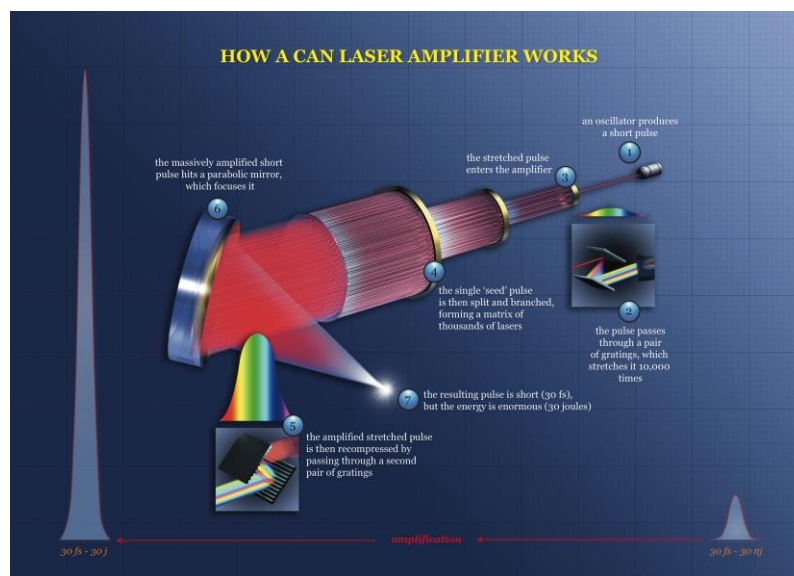 HOW A CAN LASER AMPLIFIER WORKS
an oscillator produces
a short pulse
1
2
the pulse passes
through a pair
of gratings, which
stretches it 10,000
times
the stretched pulse
enters the amplifier
3
4
the single ‘seed’ pulse
is then split and branched,
forming a matrix of
thousands of lasers
5
the amplified stretched pulse
is then recompressed by
passing through a second
pair of gratings
the massively amplified short
pulse hits a parabolic mirror,
which focuses it
6
7
the resulting pulse is short (30 fs),
but the energy is enormous (30 joules)
30 fs - 30 j
amplification
30 fs - 30 nj